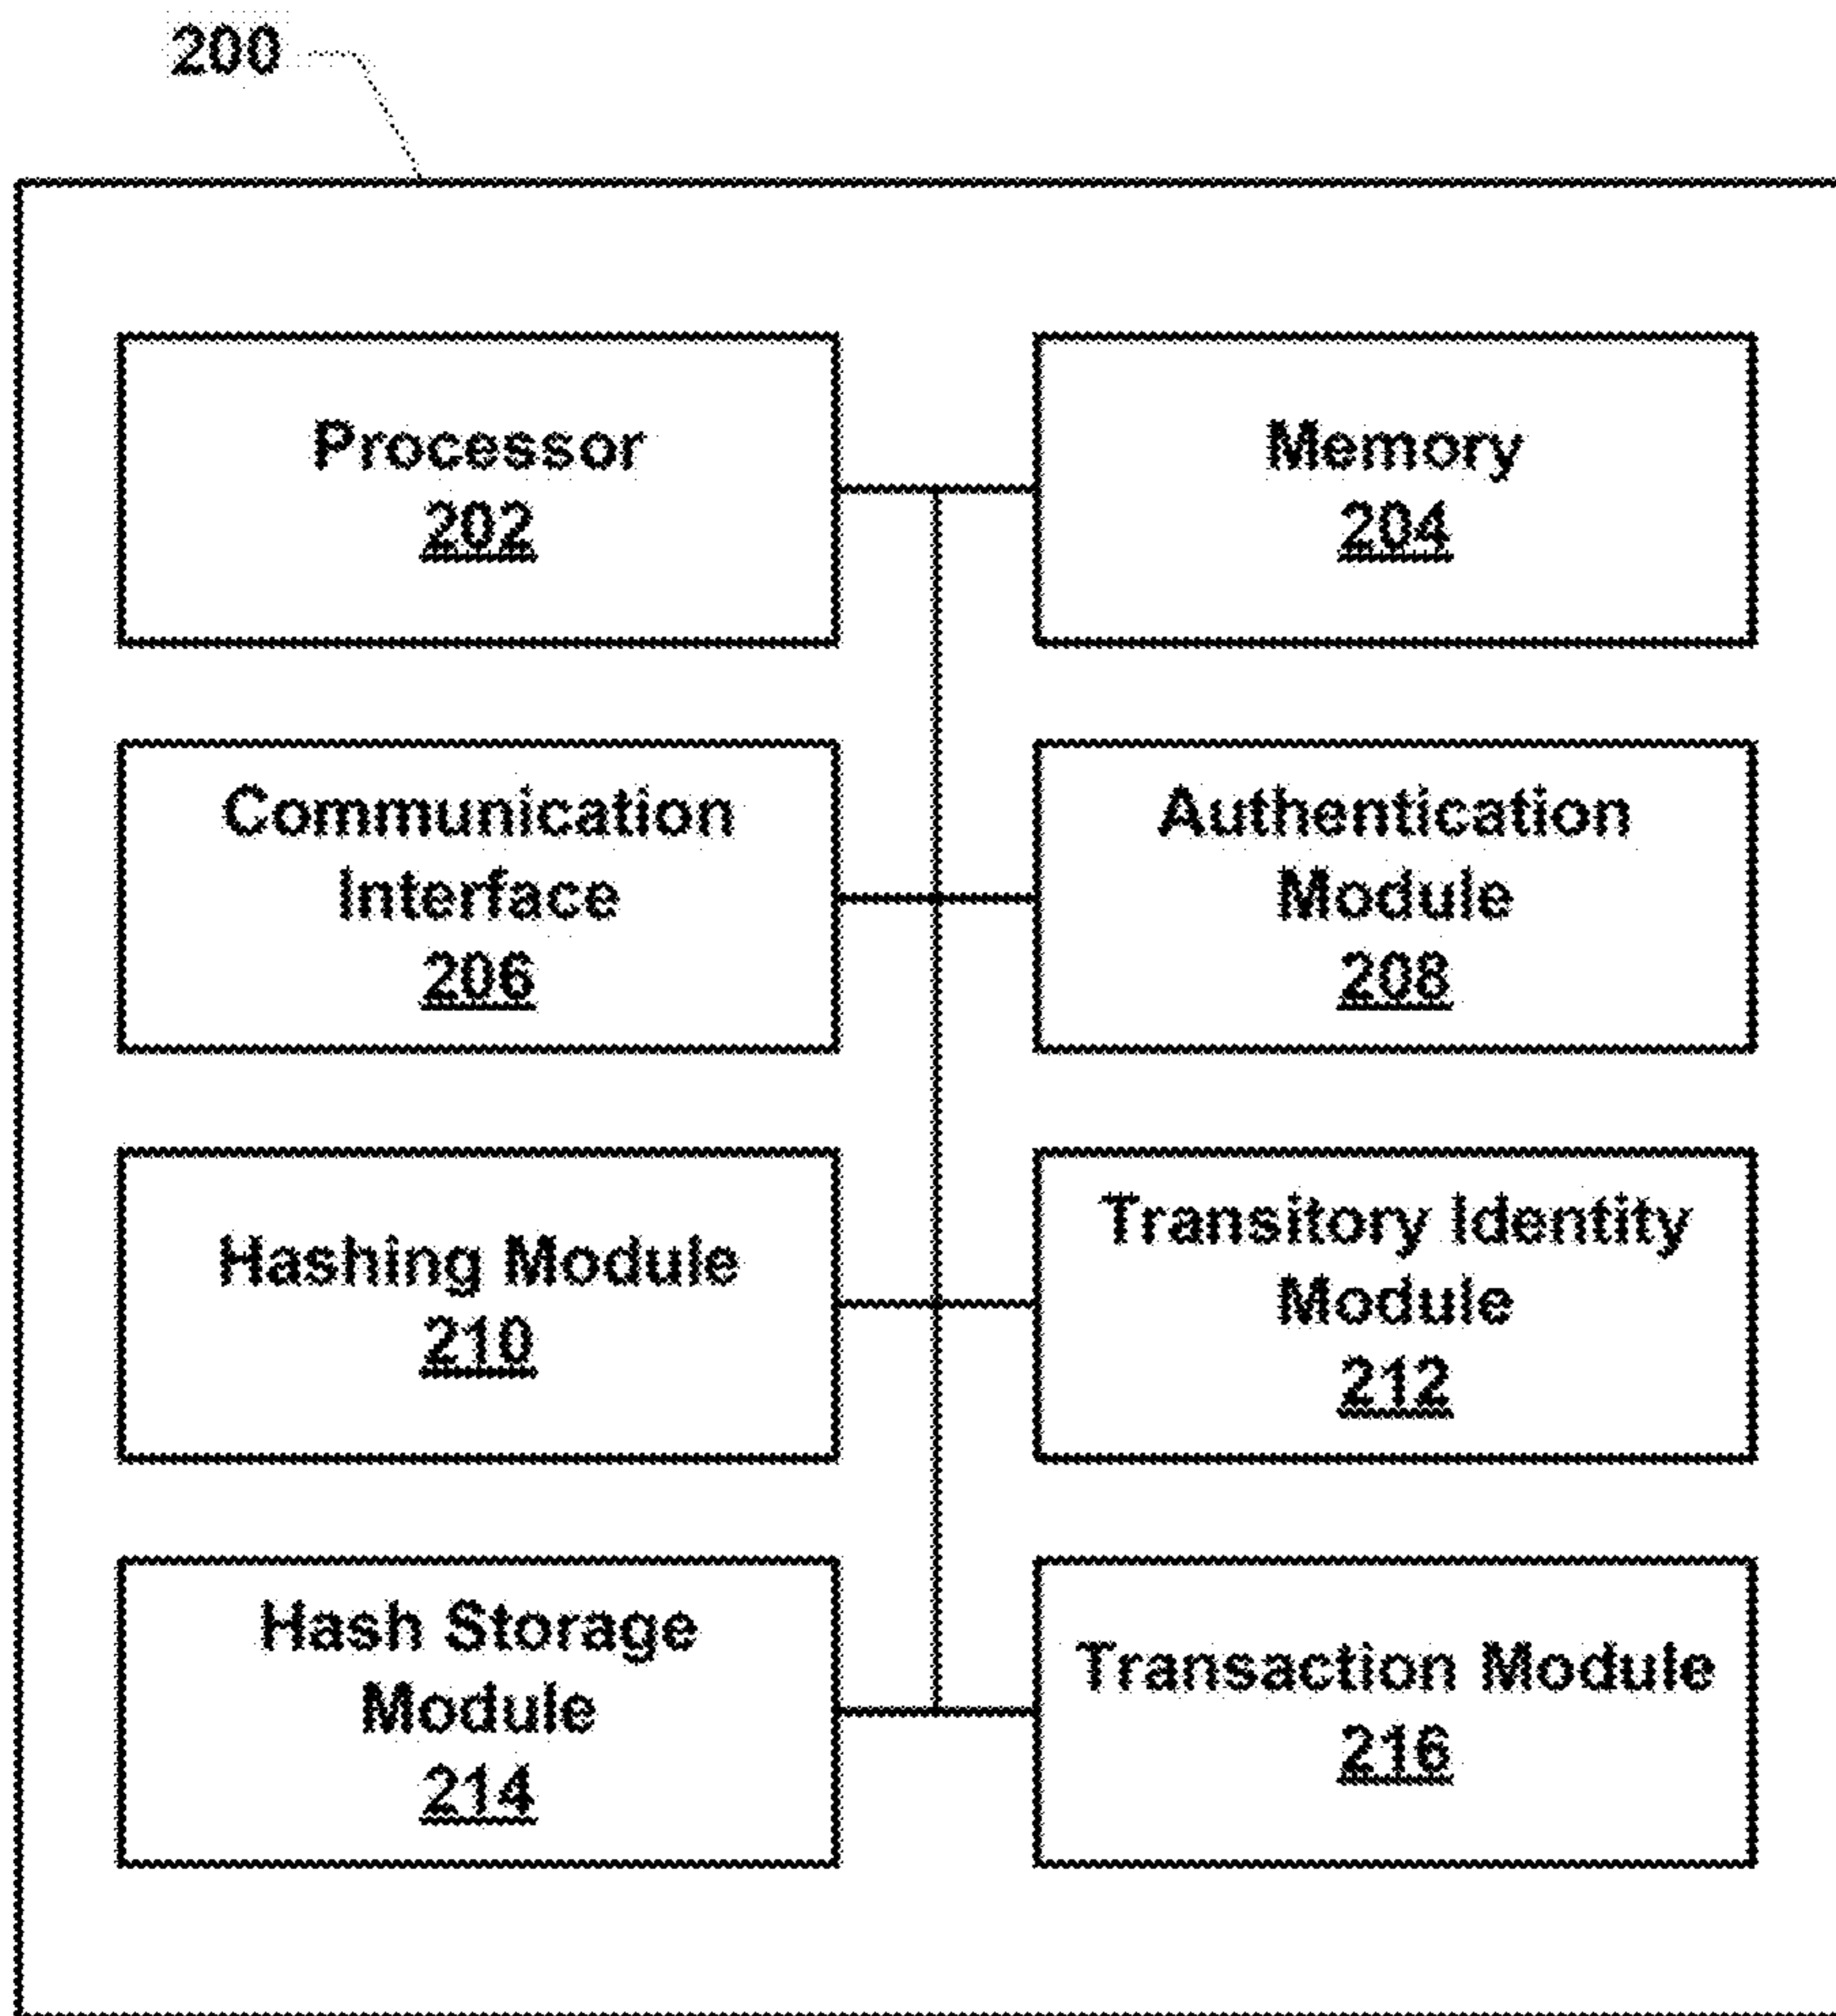 200
Processor
202
Memory
204
Communication
Interface
206
Authentication
Module
208
Hashing Module
210
Transitory Identity
Module
212
Hash Storage
Module
214
Transaction Module
216